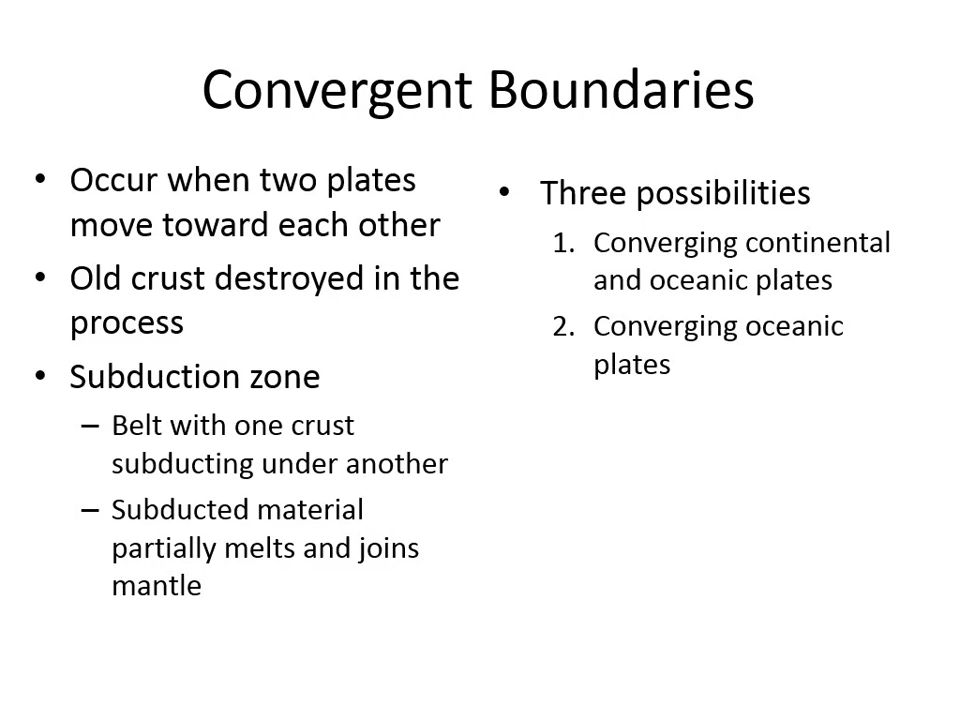 Convergent Boundaries
• Occur when two plates
move toward each other
• Old crust destroyed in the
process
• Subduction zone
– Belt with one crust
subducting under another
– Subducted material
partially melts and joins
mantle
• Three possibilities
1. Converging continental
and oceanic plates
2. Converging oceanic
plates